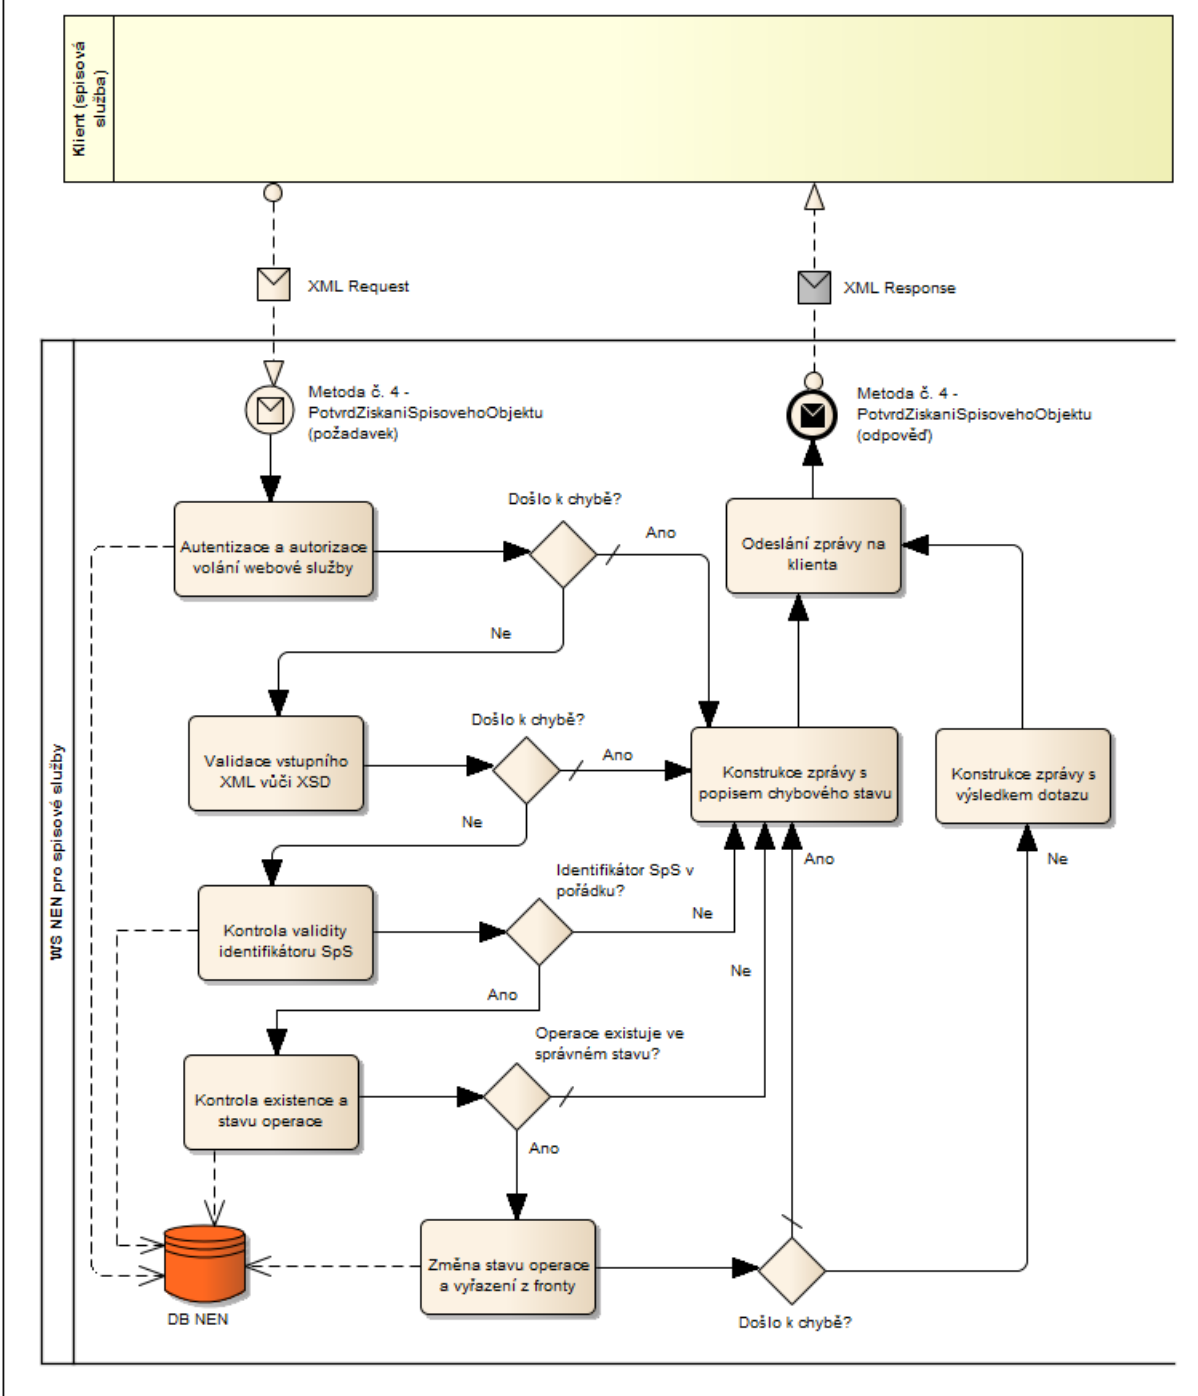 Klient (spisová
služba)
XML Request
XML Response
WS NEN pro spisové služby
Metoda č. 4 -
PotvrdZiskaniSpisovehoObjektu
(požadavek)
Metoda č. 4 -
PotvrdZiskaniSpisovehoObjektu
(odpověď)
Autentizace a autorizace
volání webové služby
Došlo k chybě?
Ano
Ne
Odeslání zprávy na
klienta
Validace vstupního
XML vůči XSD
Došlo k chybě?
Ano
Ne
Konstrukce zprávy s
popisem chybového stavu
Konstrukce zprávy s
výsledkem dotazu
Kontrola validity
identifikátoru SpS
Identifikátor SpS v
pořádku?
Ne
Ano
Kontrola existence a
stavu operace
Operace existuje ve
správném stavu?
Ne
Ano
Změna stavu operace
a vyřazení z fronty
Došlo k chybě?
Ano
Ne
DB NEN